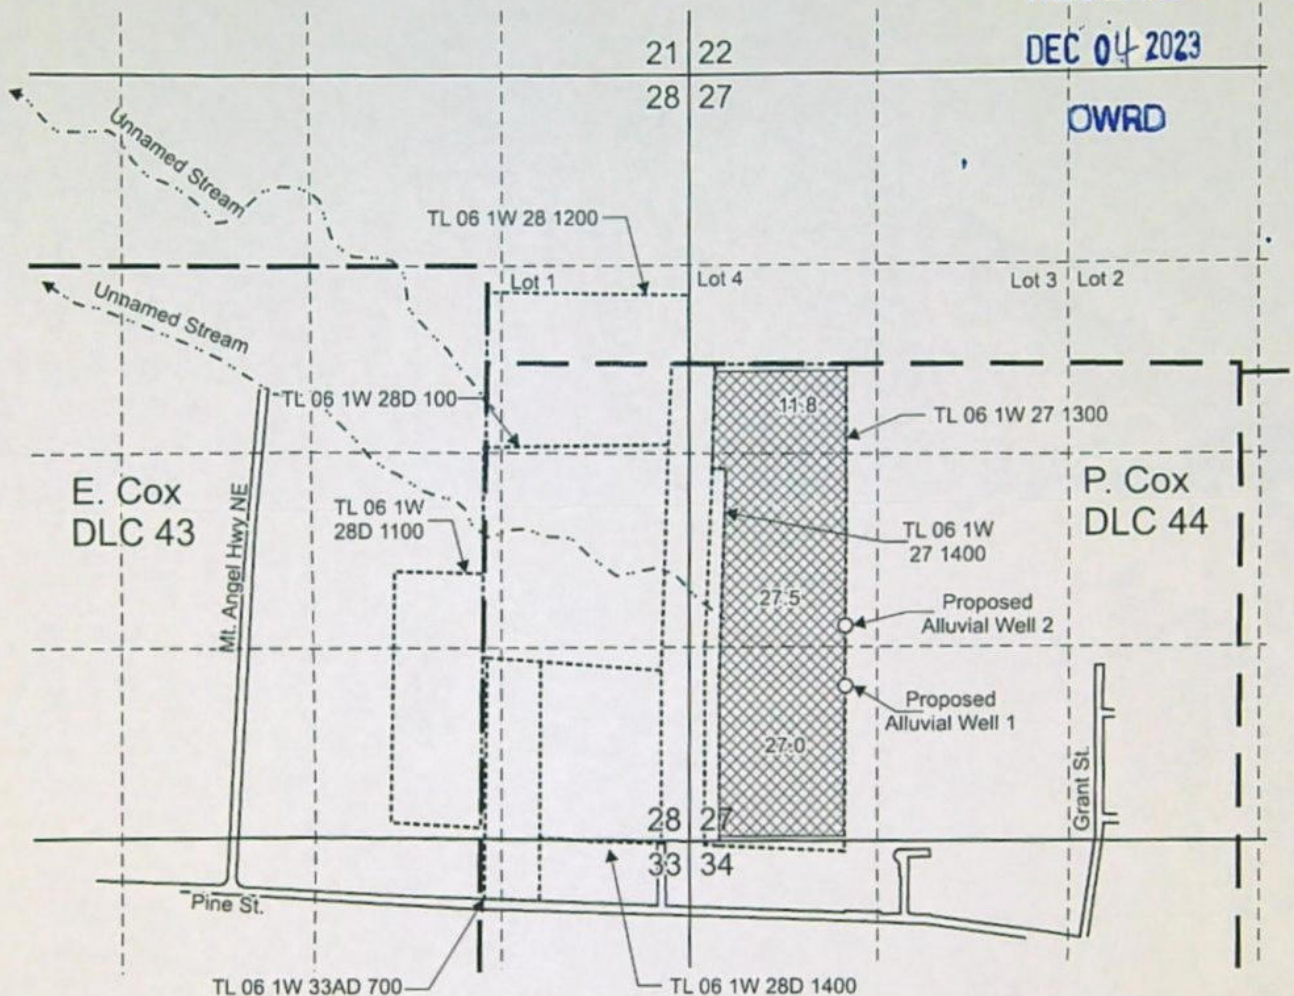 DEC 04 2023
21 22
28 27
OWRD
Unnamed Stream
TL 06 1W 28 1200
Lot 1
Lot 4
Lot 3
Lot 2
Unnamed Stream
TL 06 1W 28D 100
11.8
TL 06 1W 27 1300
E. Cox
DLC 43
Mt. Angel Hwy NE
TL 06 1W
28D 1100
TL 06 1W
27 1400
P. Cox
DLC 44
27.5
Proposed
Alluvial Well 2
Proposed
Alluvial Well 1
27.0
Grant St.
28 27
33 34
Pine St.
TL 06 1W 33AD 700
TL 06 1W 28D 1400